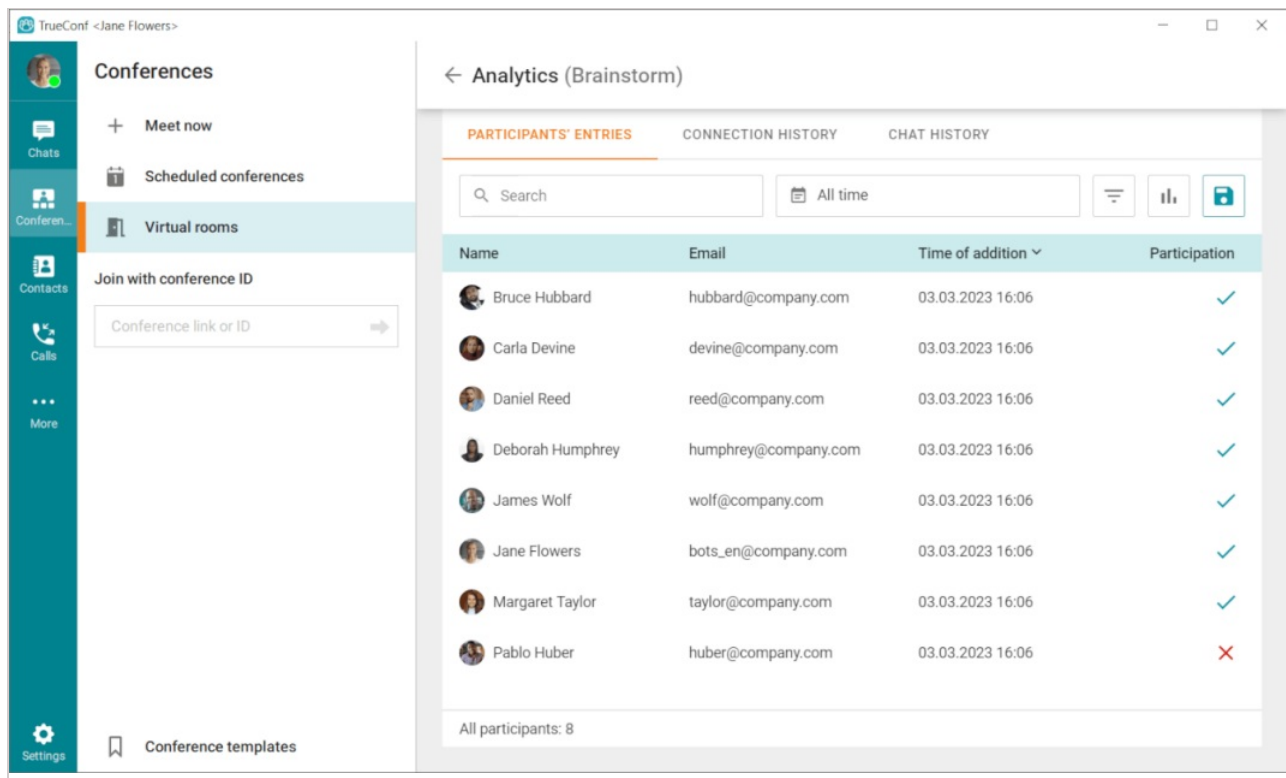 TrueConf <Jane Flowers>
Conferences
Analytics (Brainstorm)
Chats
Conferen...
Contacts
Calls
More
Settings
Meet now
1
Scheduled conferences
Virtual rooms
Join with conference ID
Conference link or ID
Conference templates
PARTICIPANTS' ENTRIES CONNECTION HISTORY CHAT HISTORY
Search All time
Name Email Time of addition Participation
Bruce Hubbard hubbard@company.com 03.03.2023 16:06
Carla Devine devine@company.com 03.03.2023 16:06
Daniel Reed reed@company.com 03.03.2023 16:06
Deborah Humphrey humphrey@company.com 03.03.2023 16:06
James Wolf wolf@company.com 03.03.2023 16:06
Jane Flowers bots_en@company.com 03.03.2023 16:06
Margaret Taylor taylor@company.com 03.03.2023 16:06
Pablo Huber huber@company.com 03.03.2023 16:06
All participants: 8